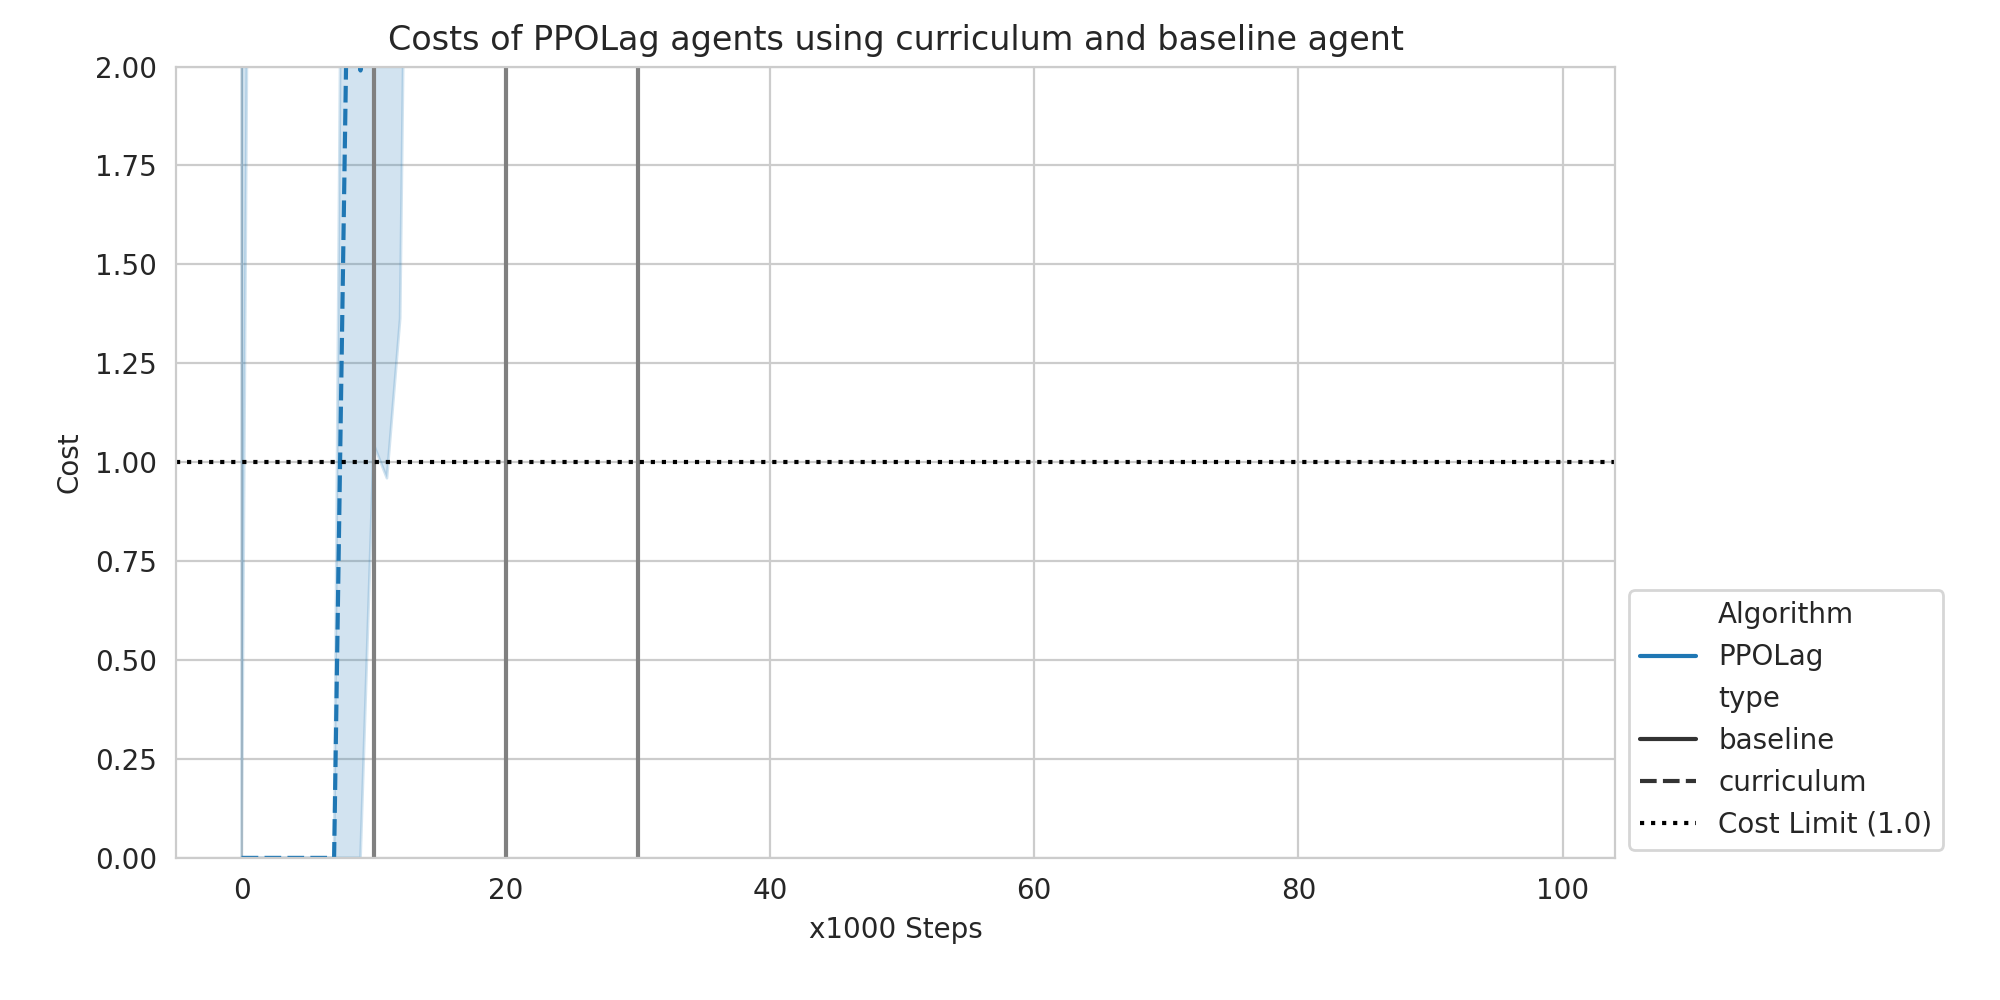 Costs of PPOLag agents using curriculum and baseline agent
2.00
1.75
1.50
1.25
1.00
0.75
0.50
0.25
0.00
Cost
0 20 40 60 80 100
x1000 Steps
Algorithm
PPOLag
type
baseline
curriculum
Cost Limit (1.0)